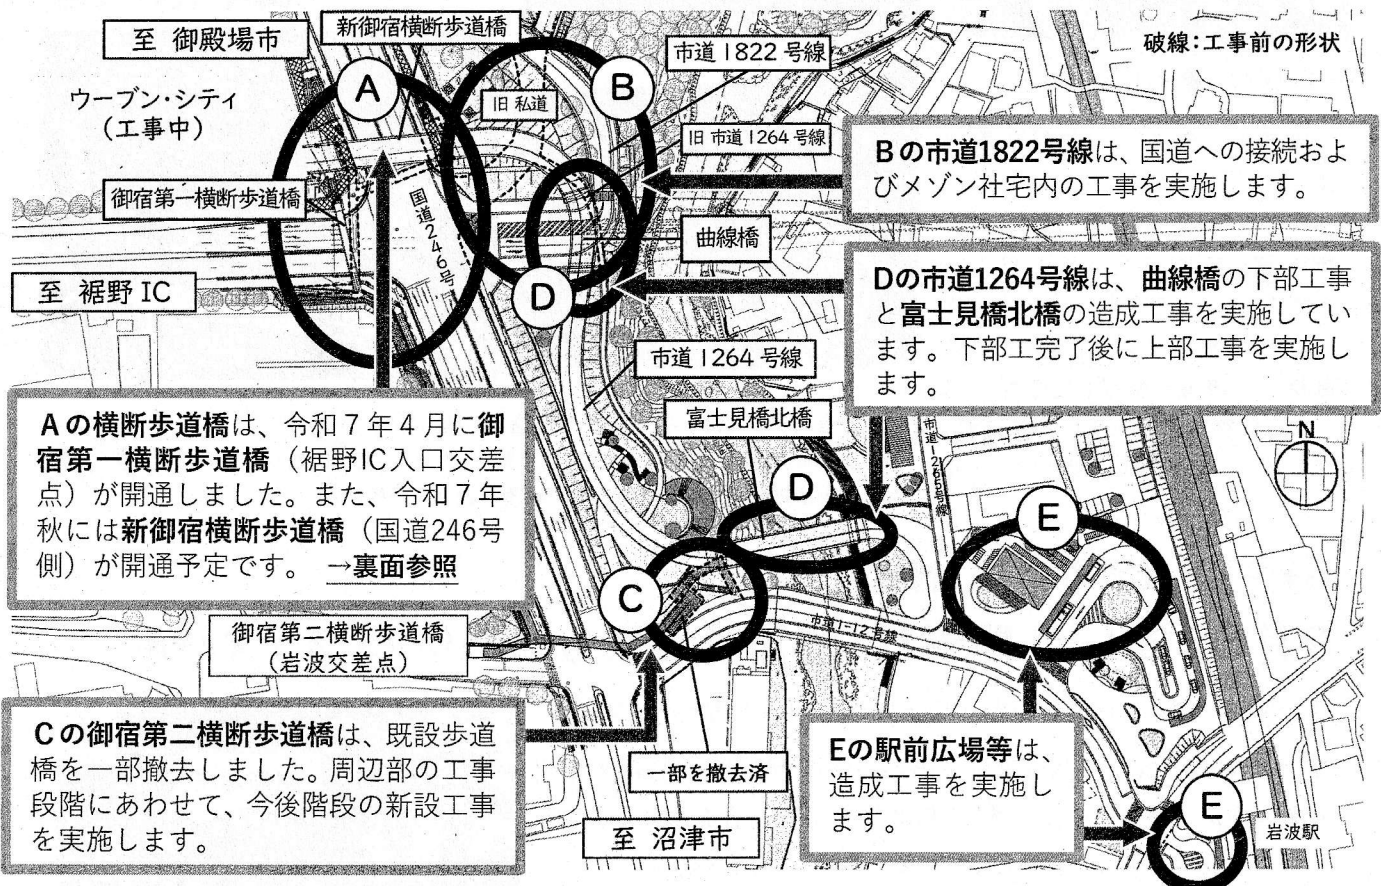 至 御殿場市
新御宿横断歩道橋
市道1822号線
破線:工事前の形状
ウーブン・シティ
(工事中)
A
B
旧 私道
旧 市道1264号線
Bの市道1822号線は、国道への接続およ
びメゾン社宅内の工事を実施します。
御宿第一横断歩道橋
国道246号
曲線橋
至 裾野IC
D
Dの市道1264号線は、曲線橋の下部工事
と富士見橋北橋の造成工事を実施してい
ます。下部工完了後に上部工事を実施し
ます。
市道1264号線
富士見橋北橋
Aの横断歩道橋は、令和7年4月に御
宿第一横断歩道橋(裾野IC入口交差
点)が開通しました。また、令和7年
秋には新御宿横断歩道橋(国道246号
側)が開通予定です。 →裏面参照
N
D
E
C
御宿第二横断歩道橋
(岩波交差点)
市道1-12号線
Cの御宿第二横断歩道橋は、既設歩道
橋を一部撤去しました。周辺部の工事
段階にあわせて、今後階段の新設工事
を実施します。
一部を撤去済
至 沼津市
Eの駅前広場等は、
造成工事を実施し
ます。
E
岩波駅